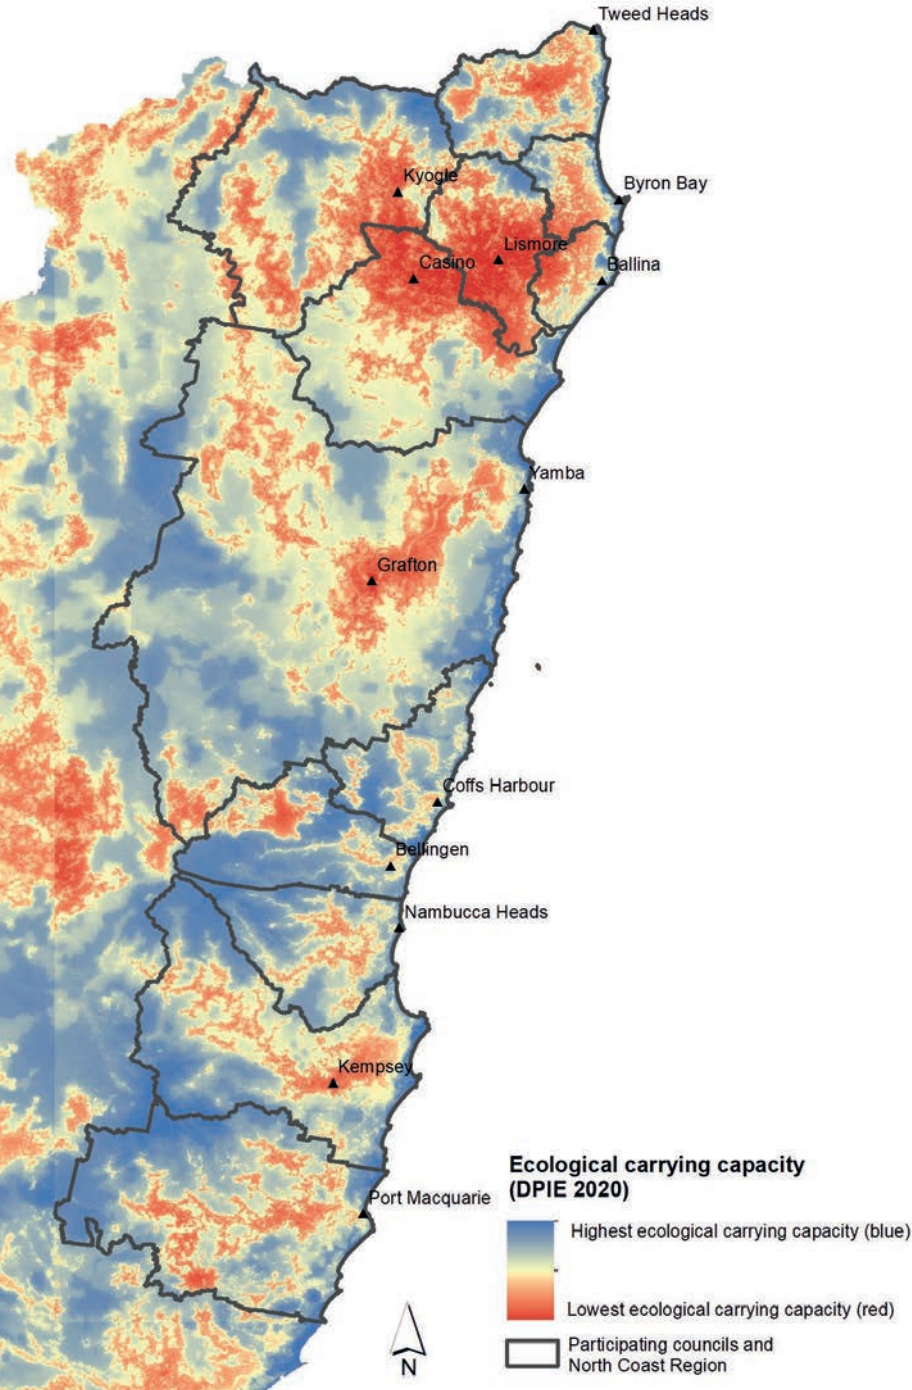 Tweed Heads
Kyogle
Byron Bay
Lismore
Casino
Ballina
Yamba
Grafton
Coffs Harbour
Bellingen
Nambucca Heads
Kempsey
Port Macquarie
Ecological carrying capacity
(DPIE 2020)
Highest ecological carrying capacity (blue)
Lowest ecological carrying capacity (red)
Participating councils and
North Coast Region
N